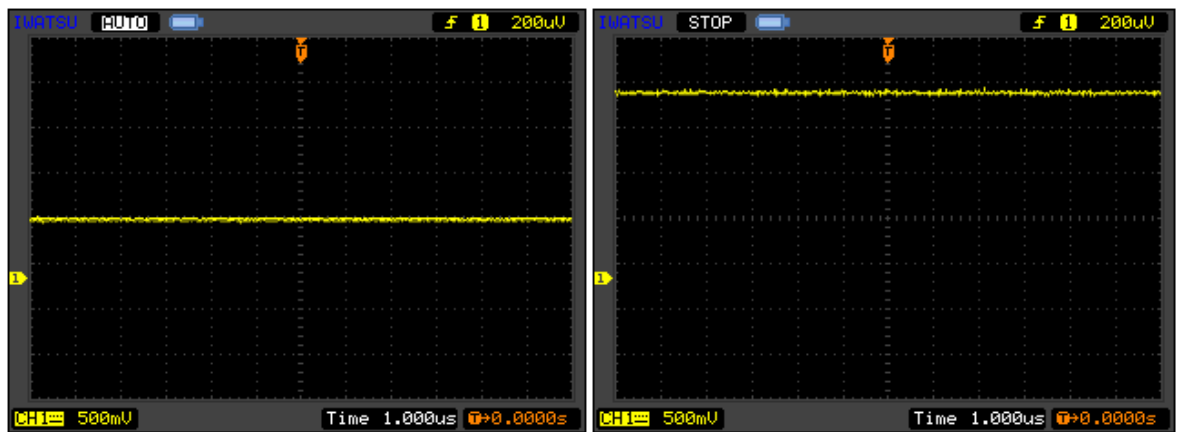 IWATSU AUTO 1 200uV
T
1
CH1 500mV Time 1.000us T→0.0000s
IWATSU STOP 1 200uV
T
1
CH1 500mV Time 1.000us T→0.0000s